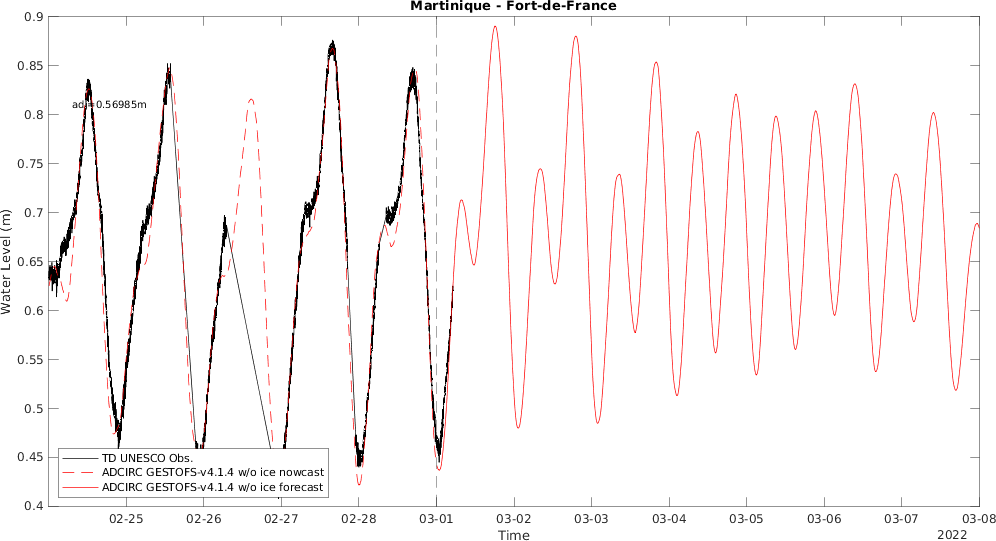 Martinique - Fort-de-France
0.9
0.85
0.8
0.75
0.7
0.65
0.6
0.55
0.5
0.45
0.4
Water Level (m)
adj=0.56985m
TD UNESCO Obs.
ADCIRC GESTOFS-v4.1.4 w/o ice nowcast
ADCIRC GESTOFS-v4.1.4 w/o ice forecast
02-25 02-26 02-27 02-28 03-01 03-02 03-03 03-04 03-05 03-06 03-07 03-08
Time
2022